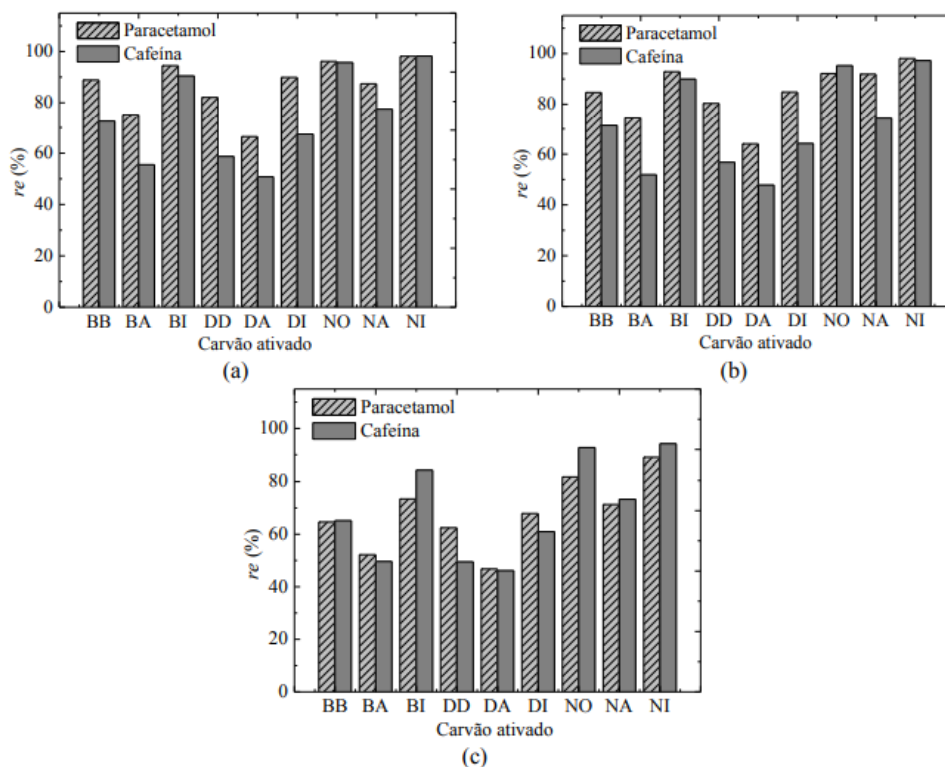 Paracetamol
Cafeína
100
80
60
40
20
0
re (%)
BB BA BI DD DA DI NO NA NI
Carvão ativado
(a)
Paracetamol
Cafeína
100
80
60
40
20
0
re (%)
BB BA BI DD DA DI NO NA NI
Carvão ativado
(b)
Paracetamol
Cafeína
100
80
60
40
20
0
re (%)
BB BA BI DD DA DI NO NA NI
Carvão ativado
(c)